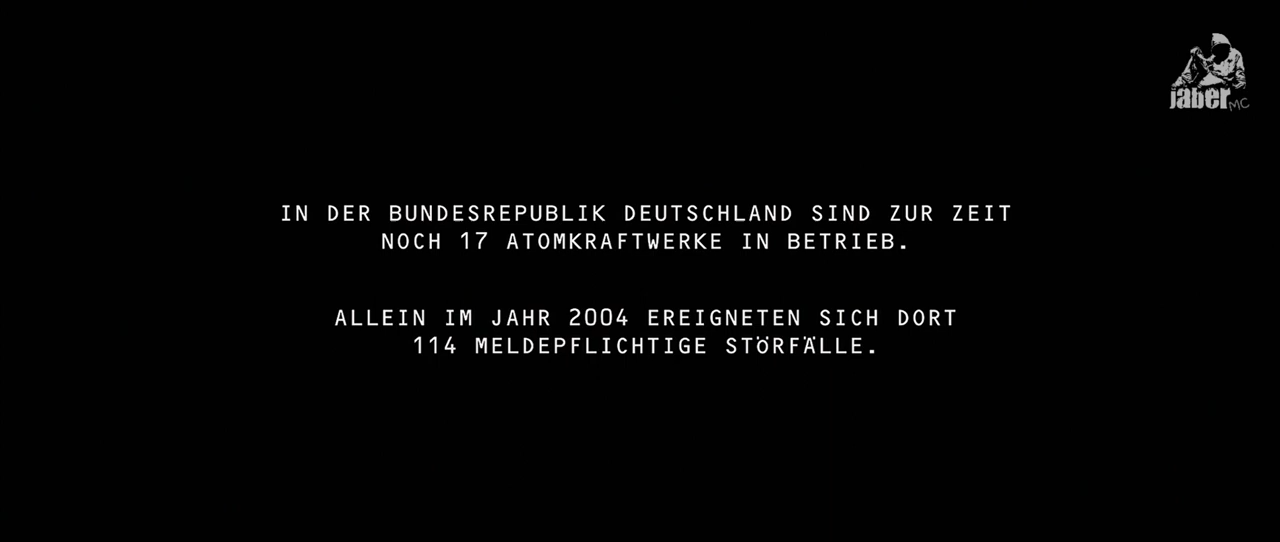 jaber MC
IN DER BUNDESREPUBLIK DEUTSCHLAND SIND ZUR ZEIT
NOCH 17 ATOMKRAFTWERKE IN BETRIEB.
ALLEIN IM JAHR 2004 EREIGNETEN SICH DORT
114 MELDEPFLICHTIGE STÖRFÄLLE.